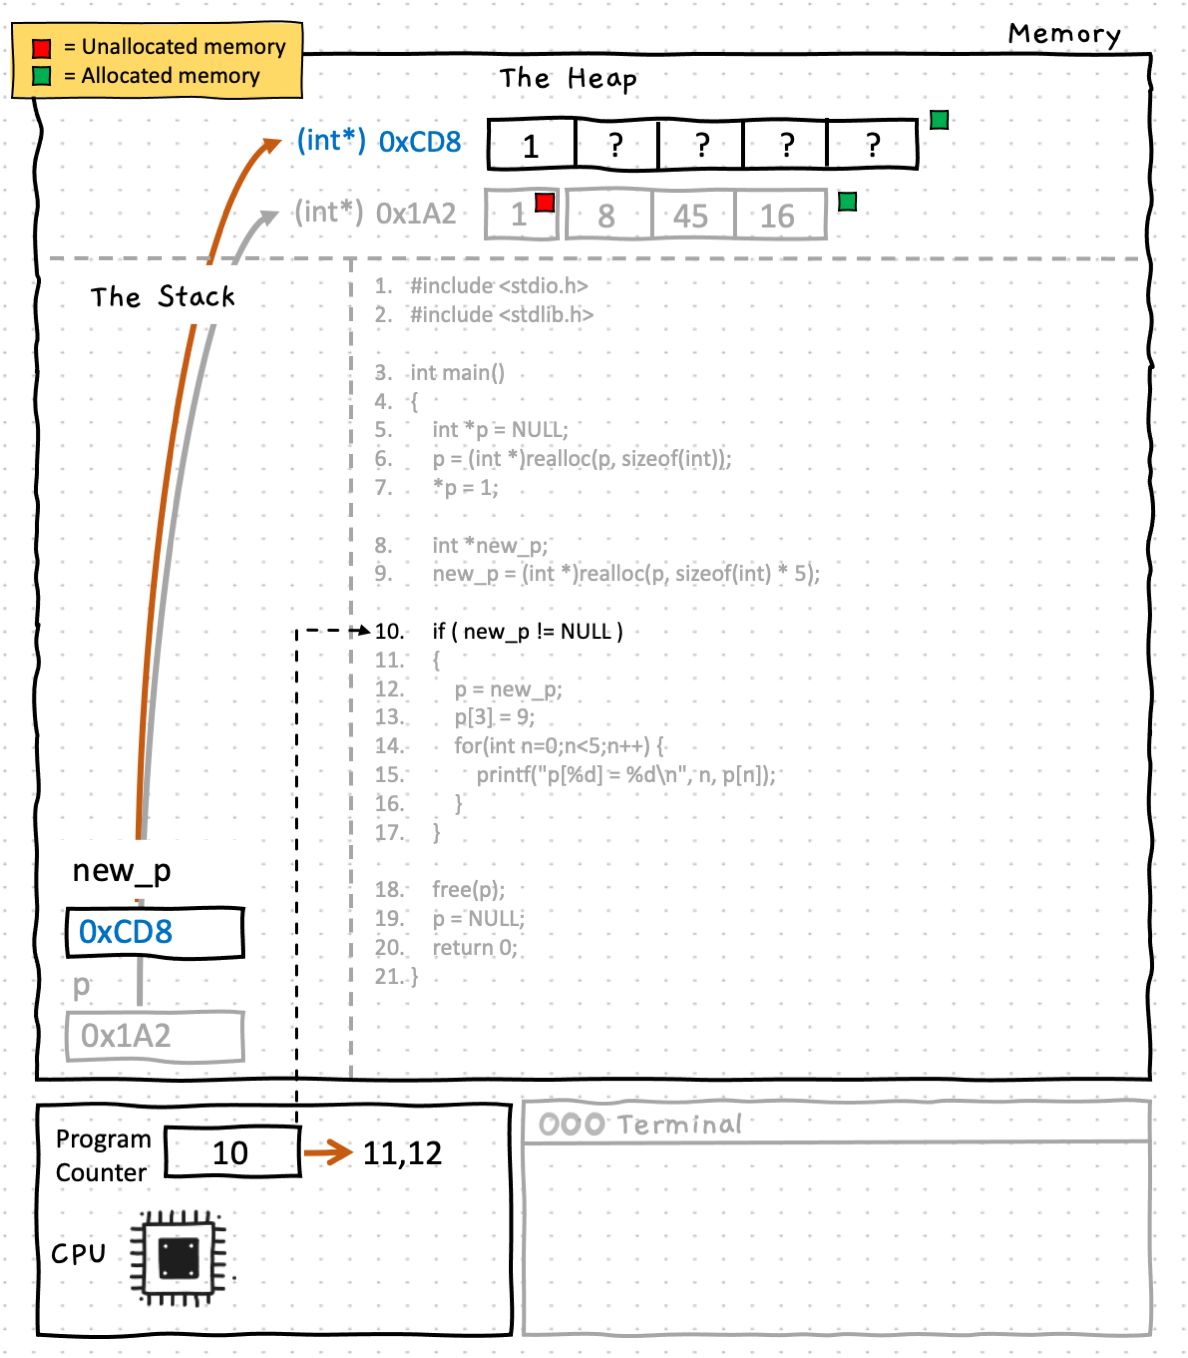 Memory
= Unallocated memory
= Allocated memory
The Heap
(int*) 0xCD8 1 ? ? ? ?
(int*) 0x1A2 1 8 45 16
The Stack
1. #include <stdio.h>
2. #include <stdlib.h>
3. int main()
4. {
5. int *p = NULL;
6. p = (int *)realloc(p, sizeof(int));
7. *p = 1;
8. int *new_p;
9. new_p = (int *)realloc(p, sizeof(int) * 5);
10. if ( new_p != NULL )
11. {
12. p = new_p;
13. p[3] = 9;
14. for(int n=0;n<5;n++) {
15. printf("p[%d] = %d\n", n, p[n]);
16. }
17. }
18. free(p);
19. p = NULL;
20. return 0;
21. }
new_p
0xCD8
p
0x1A2
Program
Counter
10
11,12
CPU
Terminal